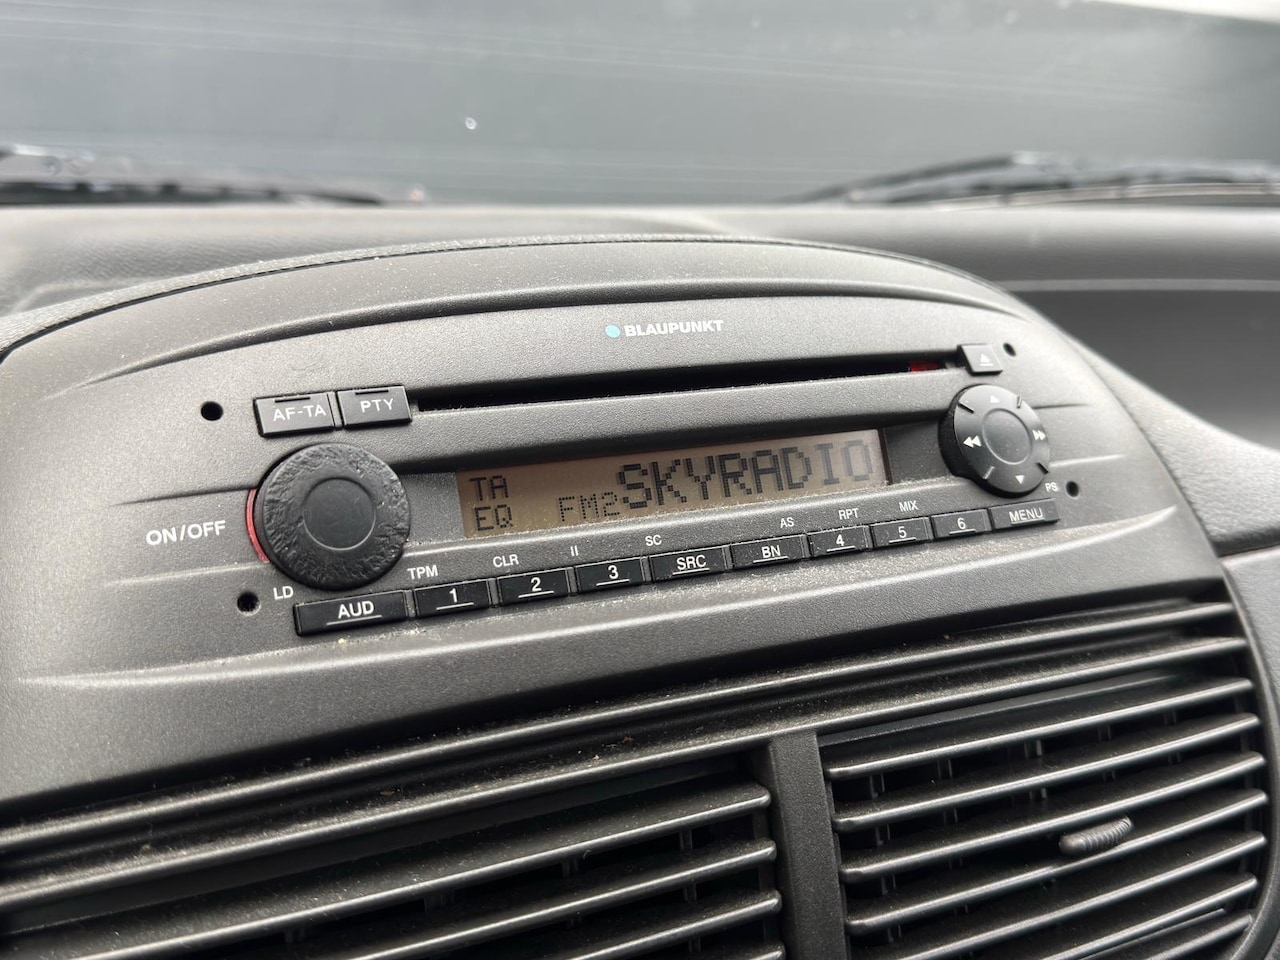 BLAUPUNKT
AF-TA PTY
TA
EQ FM2 SKYRADIO
ON/OFF
PS
LD TPM CLR II SC AS RPT MIX
AUD 1 2 3 SRC BN 4 5 6 MENU